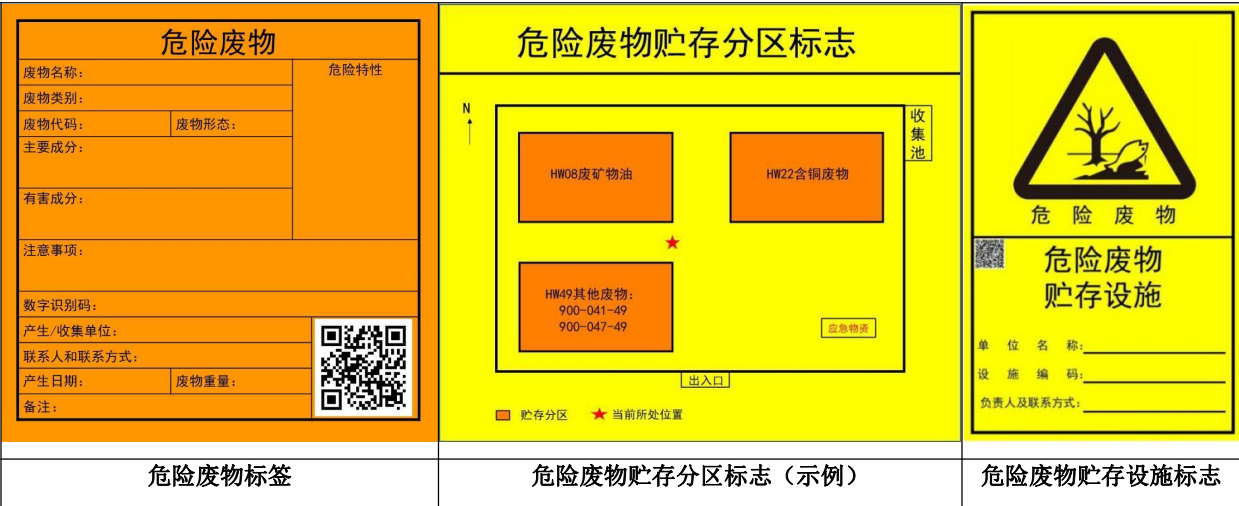 危险废物
废物名称：
危险特性
废物类别：
废物代码：
废物形态：
主要成分：
有害成分：
注意事项：
数字识别码：
产生/收集单位：
联系人和联系方式：
产生日期：
废物重量：
备注：
危险废物贮存分区标志
N
收集池
HW08废矿物油
HW22含铜废物
HW49其他废物：
900-041-49
900-047-49
应急物资
出入口
贮存分区
当前所处位置
危险废物
危险废物
贮存设施
单位名称：
设施编码：
负责人及联系方式：
危险废物标签
危险废物贮存分区标志（示例）
危险废物贮存设施标志